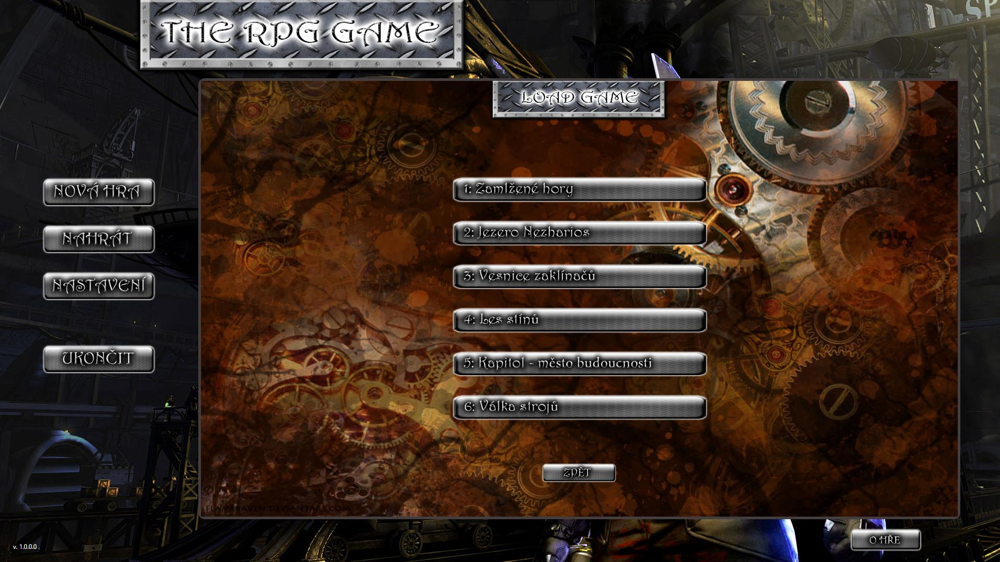 THE RPG GAME
LOAD GAME
NOVÁ HRA
NAHRÁT
NASTAVENÍ
UKONČIT
1: Zamlžené hory
2: Jezero Nezharios
3: Vesnice zaklínačů
4: Les stínů
5: Kapitol - město budoucnosti
6: Válka strojů
ZPĚT
FLAMERAVEN.DEVIANTART.COM
v. 1.0.0.0
O HŘE